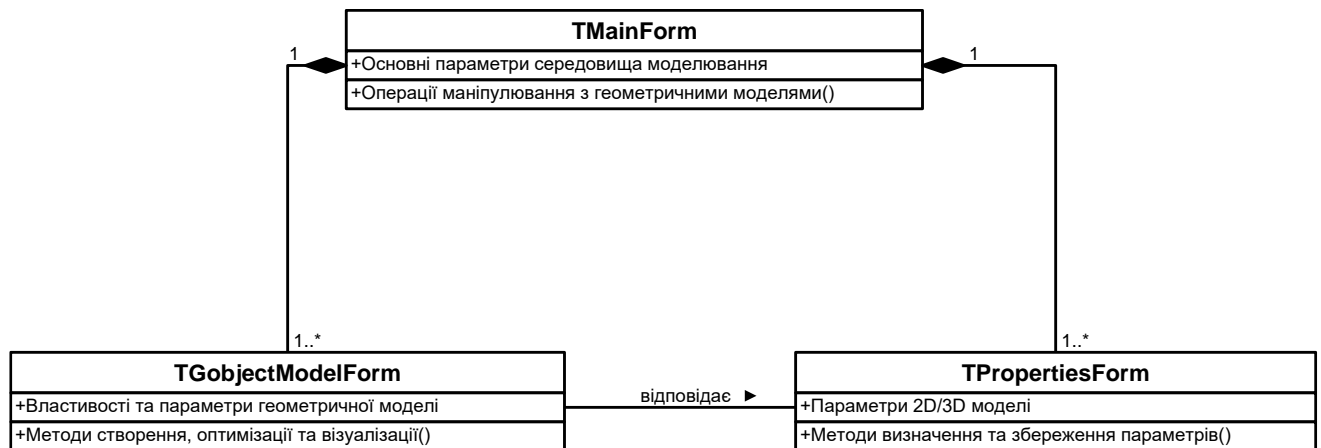 TMainForm
1
1
+Основні параметри середовища моделювання
+Операції маніпулювання з геометричними моделями()
1..*
1..*
TGobjectModelForm
TPropertiesForm
+Властивості та параметри геометричної моделі
відповідає ►
+Параметри 2D/3D моделі
+Методи створення, оптимізації та візуалізації()
+Методи визначення та збереження параметрів()